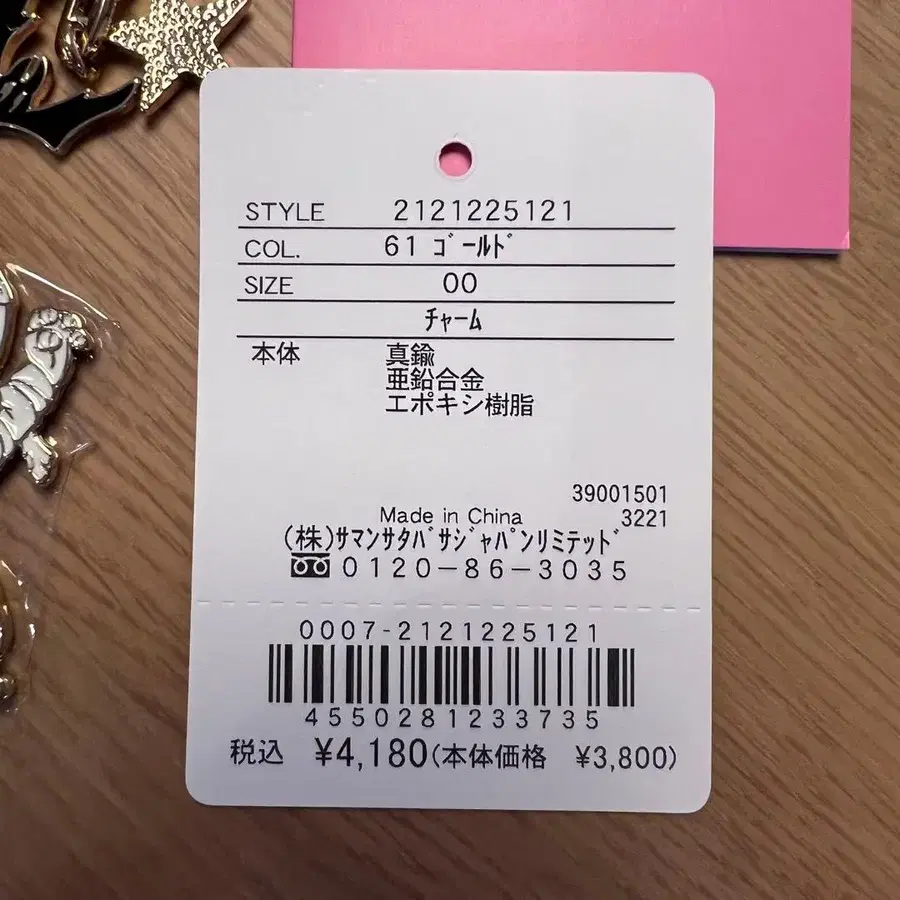 STYLE 2121225121
COL. 61 ｺﾞｰﾙﾄﾞ
SIZE 00
ﾁｬｰﾑ
本体 真鍮
亜鉛合金
エポキシ樹脂
39001501
Made in China 3221
(株)ｻﾏﾝｻﾀﾊﾞｻｼﾞｬﾊﾟﾝﾘﾐﾃｯﾄﾞ
0120-86-3035
0007-2121225121
4550281233735
税込 ¥4,180(本体価格 ¥3,800)